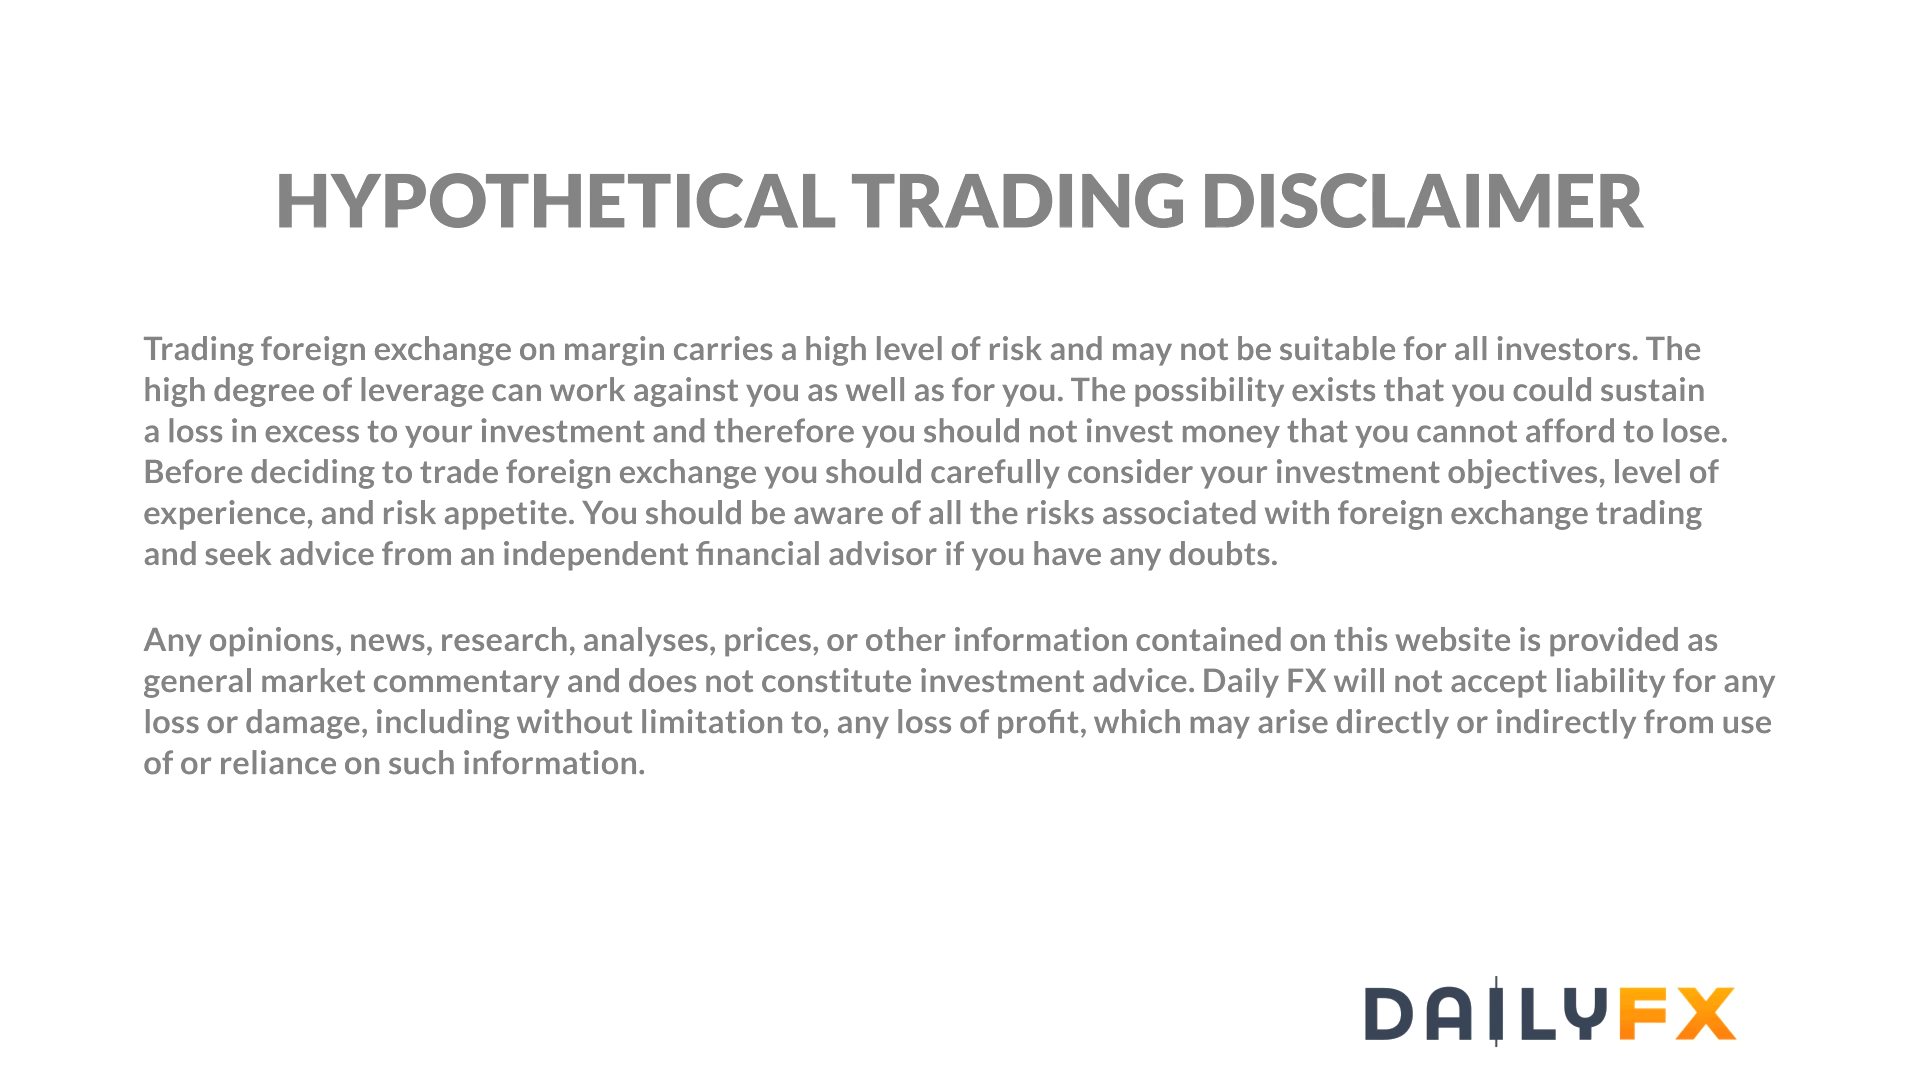 HYPOTHETICAL TRADING DISCLAIMER
Trading foreign exchange on margin carries a high level of risk and may not be suitable for all investors. The
high degree of leverage can work against you as well as for you. The possibility exists that you could sustain
a loss in excess to your investment and therefore you should not invest money that you cannot afford to lose.
Before deciding to trade foreign exchange you should carefully consider your investment objectives, level of
experience, and risk appetite. You should be aware of all the risks associated with foreign exchange trading
and seek advice from an independent financial advisor if you have any doubts.
Any opinions, news, research, analyses, prices, or other information contained on this website is provided as
general market commentary and does not constitute investment advice. Daily FX will not accept liability for any
loss or damage, including without limitation to, any loss of profit, which may arise directly or indirectly from use
of or reliance on such information.
DAILYFX